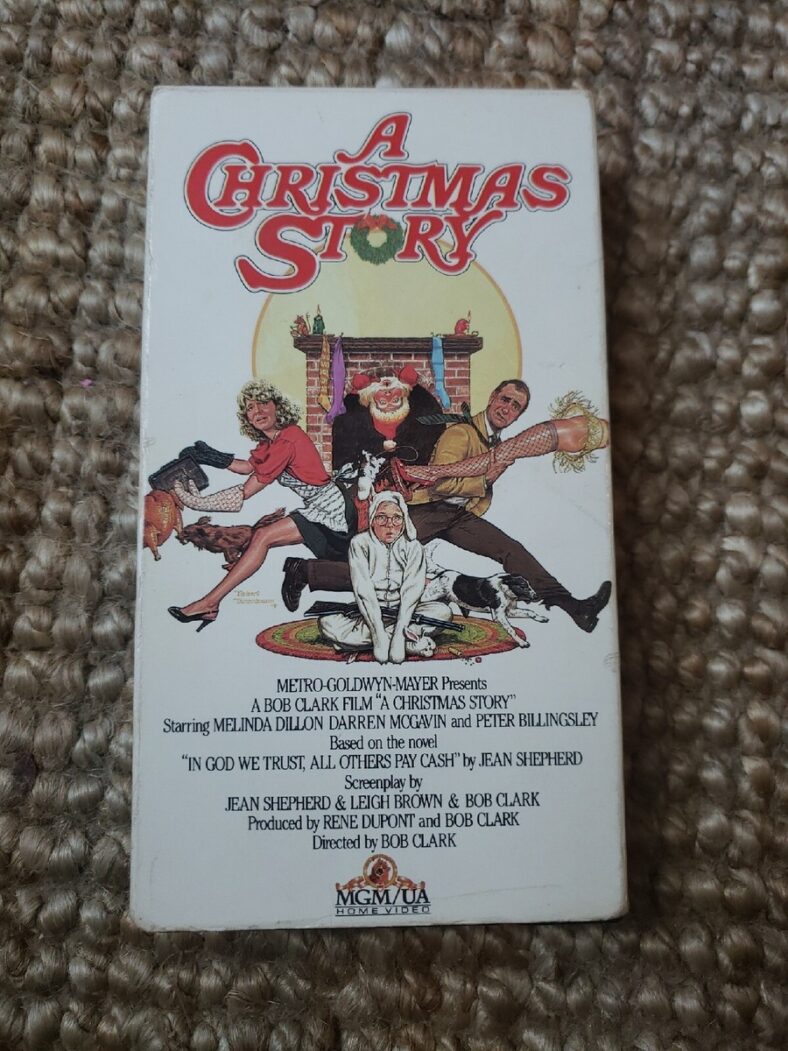 A
CHRISTMAS
STORY
METRO-GOLDWYN-MAYER Presents
A BOB CLARK FILM "A CHRISTMAS STORY"
Starring MELINDA DILLON DARREN MCGAVIN and PETER BILLINGSLEY
Based on the novel
"IN GOD WE TRUST, ALL OTHERS PAY CASH" by JEAN SHEPHERD
Screenplay by
JEAN SHEPHERD & LEIGH BROWN & BOB CLARK
Produced by RENE DUPONT and BOB CLARK
Directed by BOB CLARK
MGM/UA
HOME VIDEO